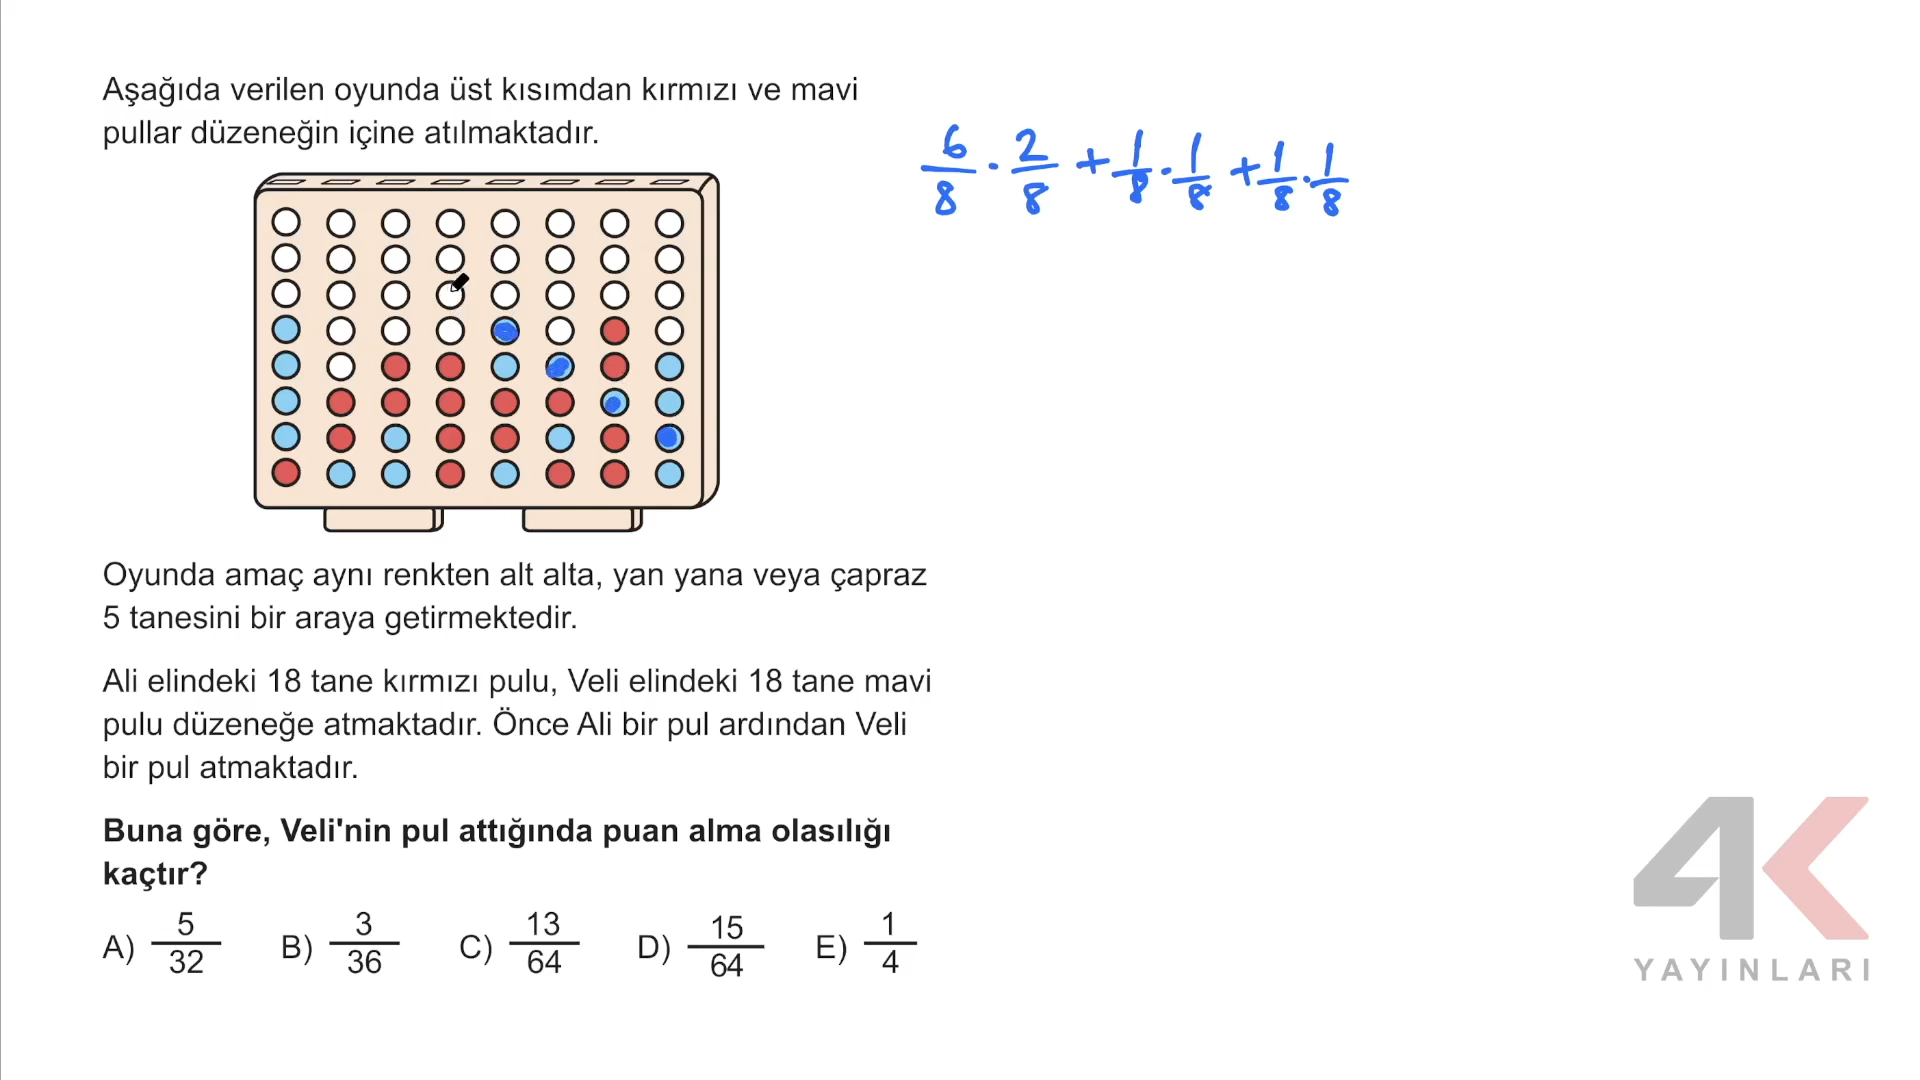 Aşağıda verilen oyunda üst kısımdan kırmızı ve mavi
pullar düzeneğin içine atılmaktadır.
6/8 · 2/8 + 1/8 · 1/8 + 1/8 · 1/8
Oyunda amaç aynı renkten alt alta, yan yana veya çapraz
5 tanesini bir araya getirmektedir.
Ali elindeki 18 tane kırmızı pulu, Veli elindeki 18 tane mavi
pulu düzeneğe atmaktadır. Önce Ali bir pul ardından Veli
bir pul atmaktadır.
Buna göre, Veli'nin pul attığında puan alma olasılığı
kaçtır?
A) 5/32 B) 3/36 C) 13/64 D) 15/64 E) 1/4
4K
YAYINLARI